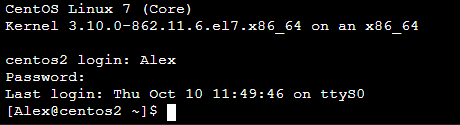 CentOS Linux 7 (Core)
Kernel 3.10.0-862.11.6.el7.x86_64 on an x86_64
centos2 login: Alex
Password:
Last login: Thu Oct 10 11:49:46 on ttyS0
[Alex@centos2 ~]$